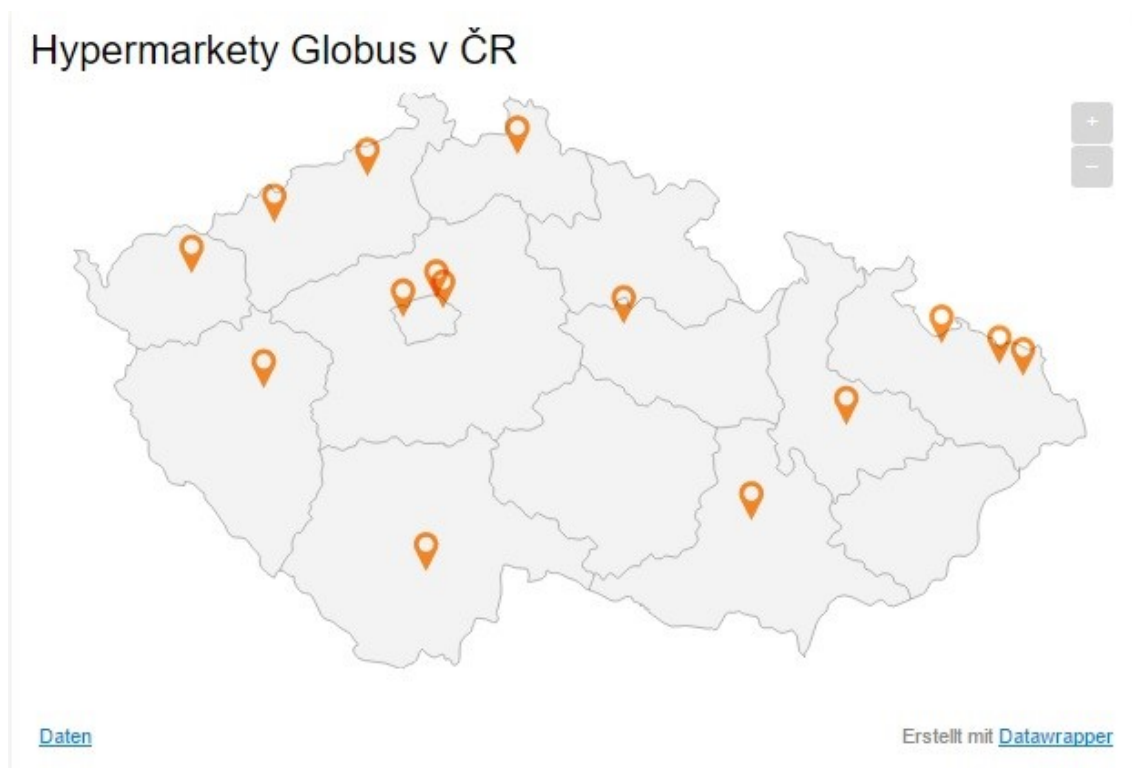 Hypermarkety Globus v ČR
+
−
Daten
Erstellt mit Datawrapper